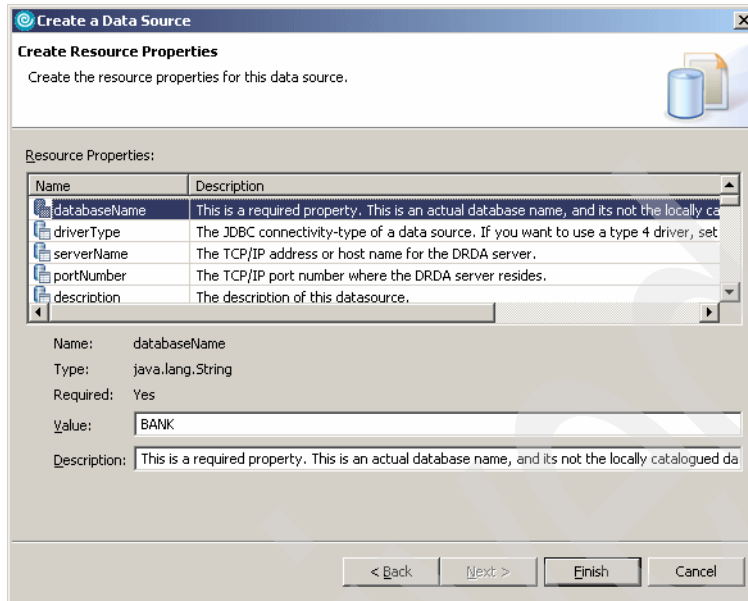 Create a Data Source
Create Resource Properties
Create the resource properties for this data source.
Resource Properties:
Name Description
databaseName This is a required property. This is an actual database name, and its not the locally ca
driverType The JDBC connectivity-type of a data source. If you want to use a type 4 driver, set
serverName The TCP/IP address or host name for the DRDA server.
portNumber The TCP/IP port number where the DRDA server resides.
description The description of this datasource.
Name: databaseName
Type: java.lang.String
Required: Yes
Value: BANK
Description: This is a required property. This is an actual database name, and its not the locally catalogued da
< Back Next > Finish Cancel